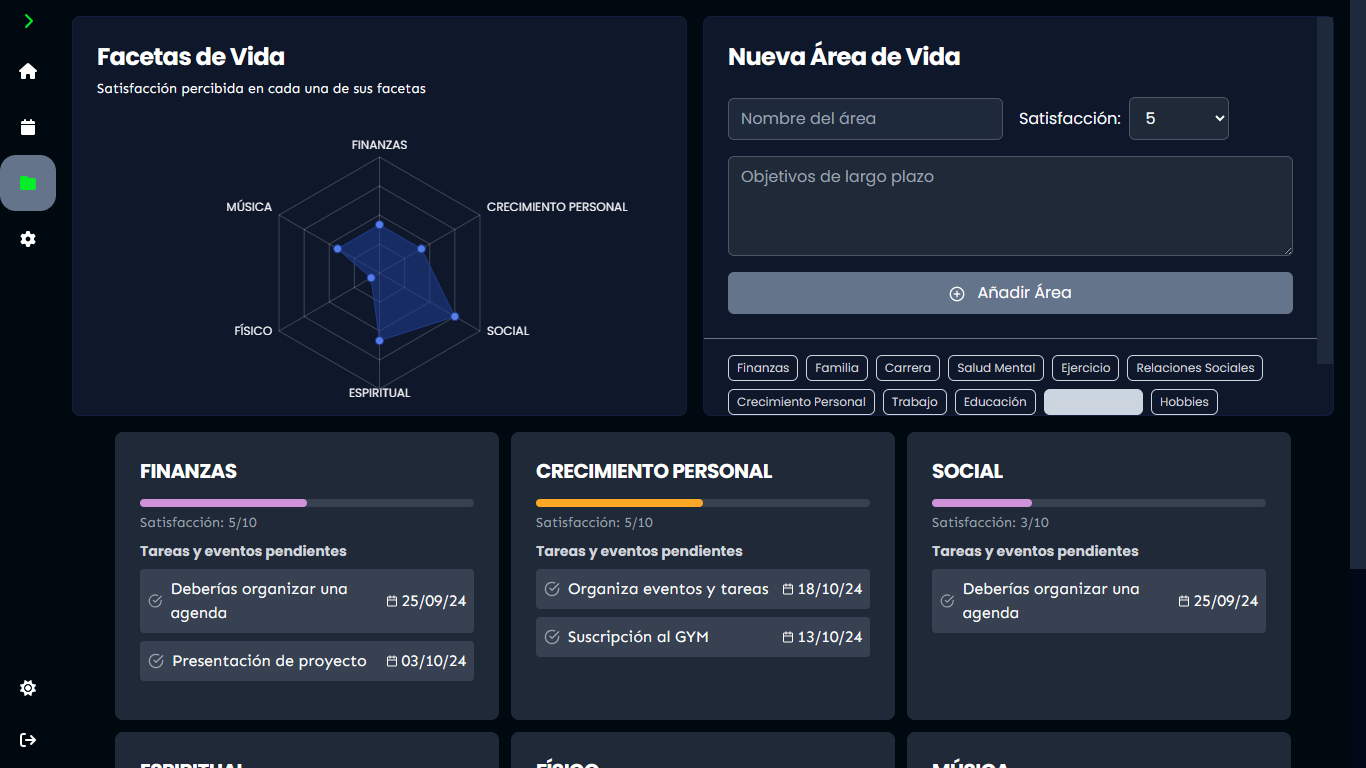 Facetas de Vida
Satisfacción percibida en cada una de sus facetas
FINANZAS
MÚSICA
CRECIMIENTO PERSONAL
FÍSICO
SOCIAL
ESPIRITUAL
Nueva Área de Vida
Nombre del área
Satisfacción: 5
Objetivos de largo plazo
Añadir Área
Finanzas Familia Carrera Salud Mental Ejercicio Relaciones Sociales
Crecimiento Personal Trabajo Educación Hobbies
FINANZAS
Satisfacción: 5/10
Tareas y eventos pendientes
Deberías organizar una
agenda
25/09/24
Presentación de proyecto 03/10/24
CRECIMIENTO PERSONAL
Satisfacción: 5/10
Tareas y eventos pendientes
Organiza eventos y tareas 18/10/24
Suscripción al GYM 13/10/24
SOCIAL
Satisfacción: 3/10
Tareas y eventos pendientes
Deberías organizar una
agenda
25/09/24
ESPIRITUAL
FÍSICO
MÚSICA